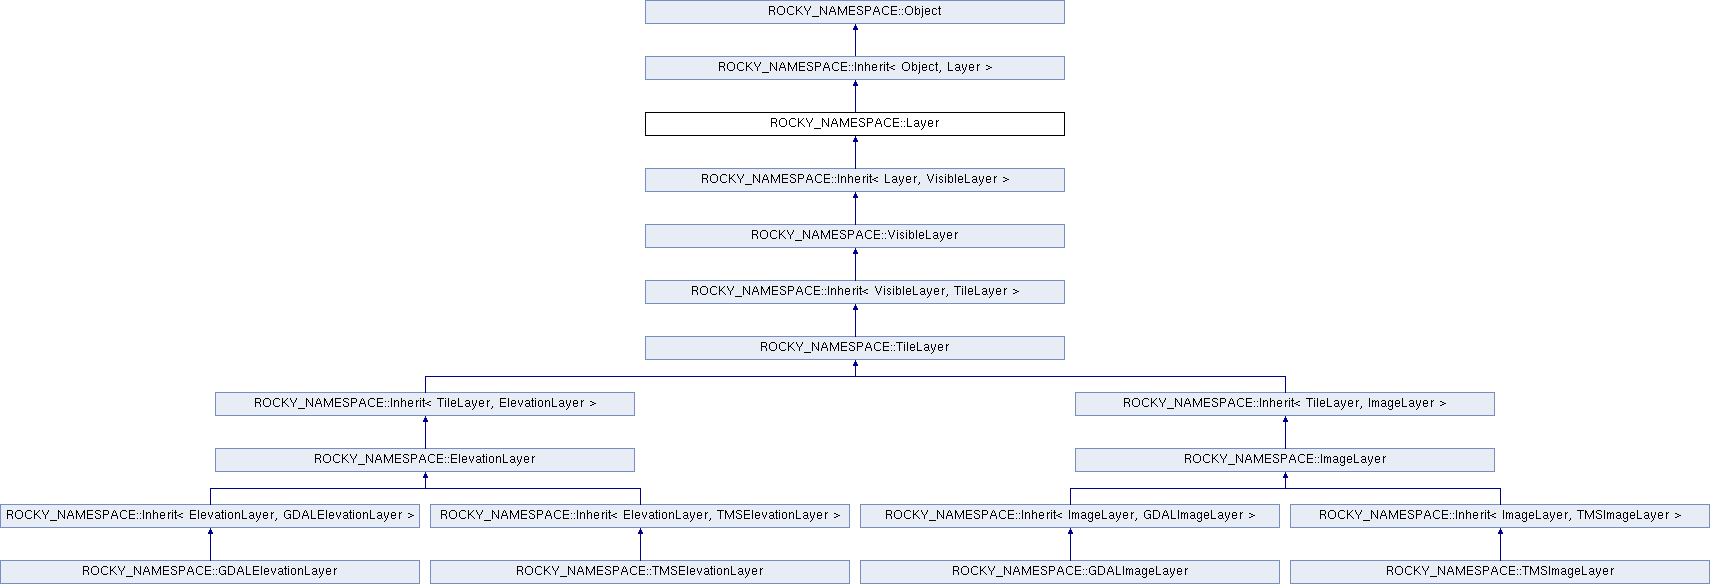 ROCKY_NAMESPACE::Object
ROCKY_NAMESPACE::Inherit< Object, Layer >
ROCKY_NAMESPACE::Layer
ROCKY_NAMESPACE::Inherit< Layer, VisibleLayer >
ROCKY_NAMESPACE::VisibleLayer
ROCKY_NAMESPACE::Inherit< VisibleLayer, TileLayer >
ROCKY_NAMESPACE::TileLayer
ROCKY_NAMESPACE::Inherit< TileLayer, ElevationLayer >
ROCKY_NAMESPACE::Inherit< TileLayer, ImageLayer >
ROCKY_NAMESPACE::ElevationLayer
ROCKY_NAMESPACE::ImageLayer
ROCKY_NAMESPACE::Inherit< ElevationLayer, GDALElevationLayer >
ROCKY_NAMESPACE::Inherit< ElevationLayer, TMSElevationLayer >
ROCKY_NAMESPACE::Inherit< ImageLayer, GDALImageLayer >
ROCKY_NAMESPACE::Inherit< ImageLayer, TMSImageLayer >
ROCKY_NAMESPACE::GDALElevationLayer
ROCKY_NAMESPACE::TMSElevationLayer
ROCKY_NAMESPACE::GDALImageLayer
ROCKY_NAMESPACE::TMSImageLayer